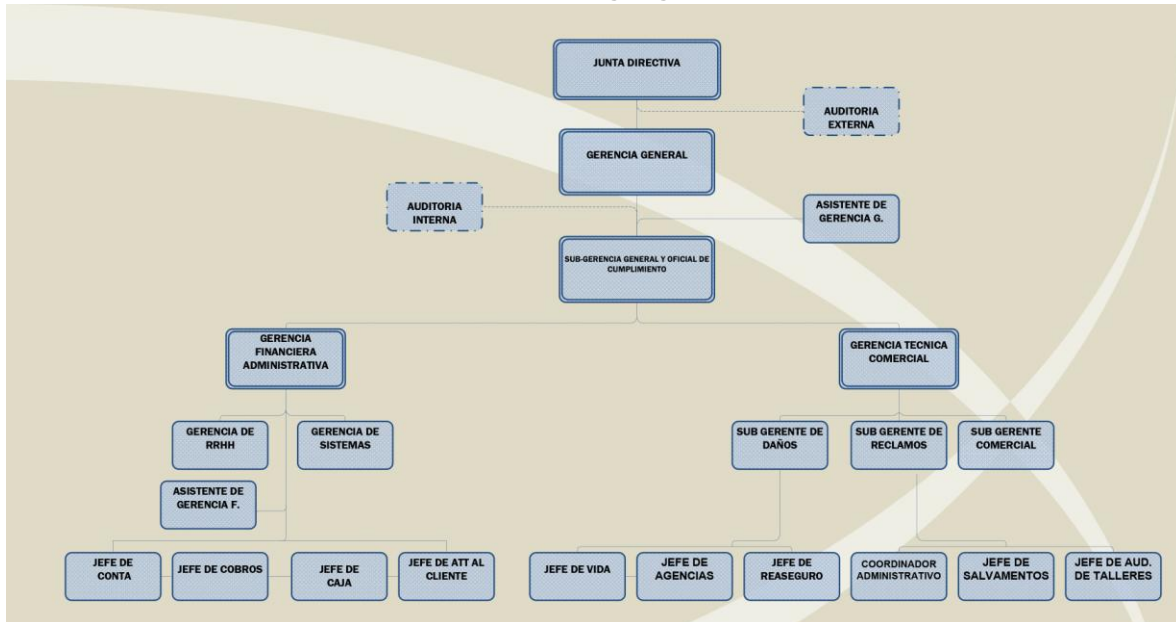 JUNTA DIRECTIVA
AUDITORIA
EXTERNA
GERENCIA GENERAL
AUDITORIA
INTERNA
ASISTENTE DE
GERENCIA G.
SUB-GERENCIA GENERAL Y OFICIAL DE
CUMPLIMIENTO
GERENCIA
FINANCIERA
ADMINISTRATIVA
GERENCIA TECNICA
COMERCIAL
GERENCIA DE
RRHH
GERENCIA DE
SISTEMAS
SUB GERENTE DE
DAÑOS
SUB GERENTE DE
RECLAMOS
SUB GERENTE
COMERCIAL
ASISTENTE DE
GERENCIA F.
JEFE DE
CONTA
JEFE DE COBROS
JEFE DE
CAJA
JEFE DE ATT AL
CLIENTE
JEFE DE VIDA
JEFE DE
AGENCIAS
JEFE DE
REASEGURO
COORDINADOR
ADMINISTRATIVO
JEFE DE
SALVAMENTOS
JEFE DE AUD.
DE TALLERES